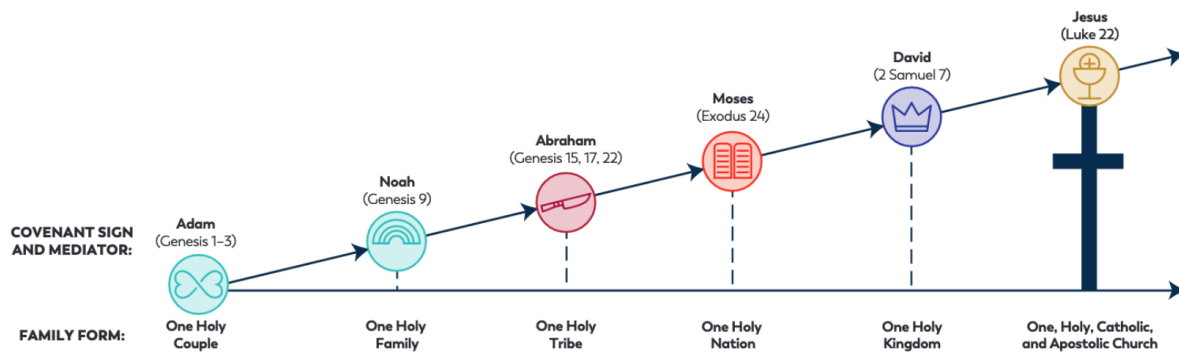 Jesus
(Luke 22)
David
(2 Samuel 7)
Moses
(Exodus 24)
Abraham
(Genesis 15, 17, 22)
Noah
(Genesis 9)
Adam
(Genesis 1–3)
COVENANT SIGN
AND MEDIATOR:
FAMILY FORM:
One Holy
Couple
One Holy
Family
One Holy
Tribe
One Holy
Nation
One Holy
Kingdom
One, Holy, Catholic,
and Apostolic Church